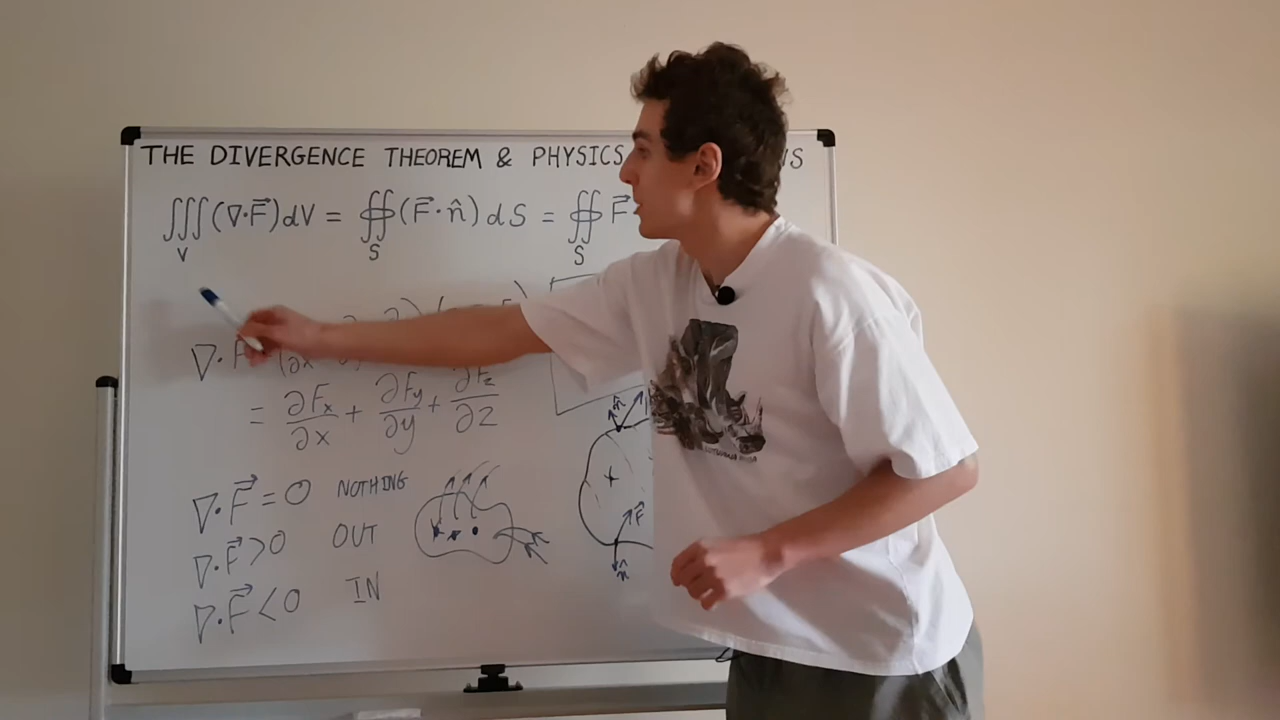 THE DIVERGENCE THEOREM & PHYSICS
∭(∇·F⃗)dV = ∯(F⃗·n̂)dS = ∯F⃗
V S S
∇·F (∂x
= ∂Fx/∂x + ∂Fy/∂y + ∂Fz/∂z
∇·F⃗ = 0 NOTHING
∇·F⃗ > 0 OUT
∇·F⃗ < 0 IN
n̂
+
F⃗
n̂